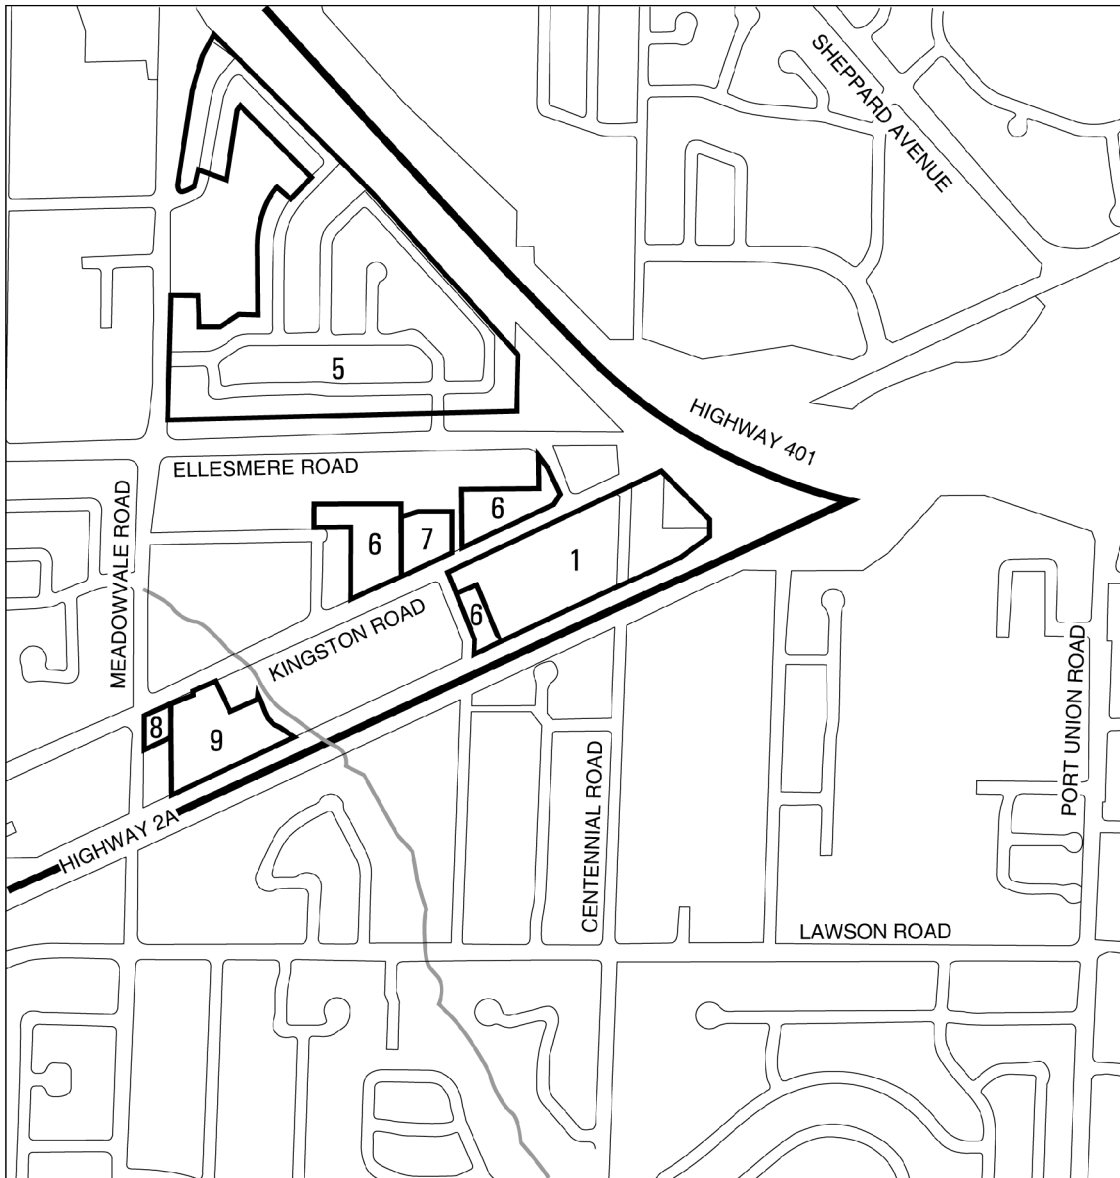 SHEPPARD AVENUE
5
HIGHWAY 401
ELLESMERE ROAD
MEADOWVALE ROAD
6
7
6
1
6
KINGSTON ROAD
8
9
HIGHWAY 2A
CENTENNIAL ROAD
PORT UNION ROAD
LAWSON ROAD